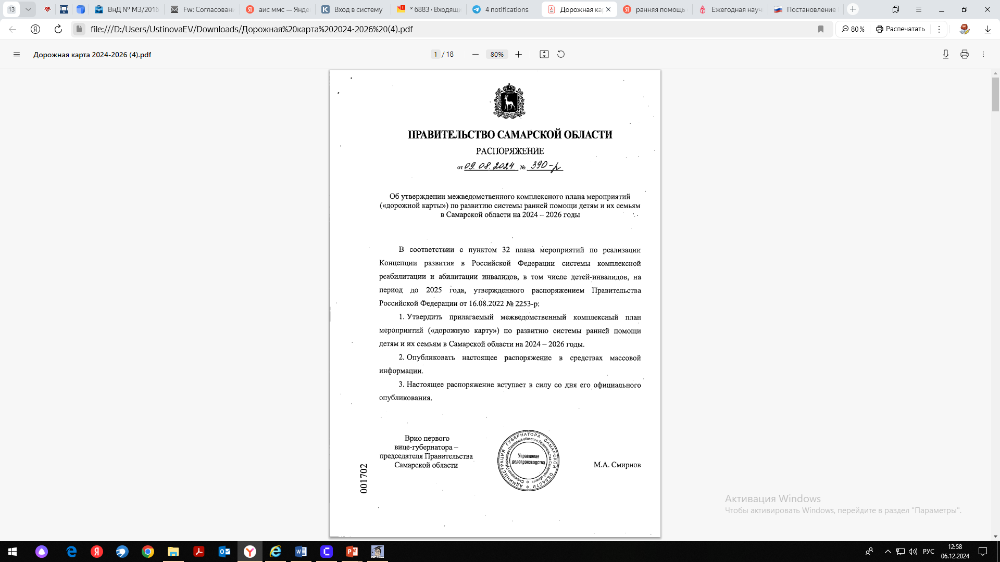 13
ВнД № МЗ/2016
Fw: Согласовани
аис ммс — Янде
Вход в систему
* 6883 · Входящи
4 notifications
Дорожная ка
ранняя помощь
Ежегодная науч
Постановление
file:///D:/Users/UstinovaEV/Downloads/Дорожная%20карта%202024-2026%20(4).pdf
80%
Распечатать
Дорожная карта 2024-2026 (4).pdf
1 / 18
80%
ПРАВИТЕЛЬСТВО САМАРСКОЙ ОБЛАСТИ
РАСПОРЯЖЕНИЕ
от 09.08.2024 № 390-р
Об утверждении межведомственного комплексного плана мероприятий
(«дорожной карты») по развитию системы ранней помощи детям и их семьям
в Самарской области на 2024 – 2026 годы
В соответствии с пунктом 32 плана мероприятий по реализации
Концепции развития в Российской Федерации системы комплексной
реабилитации и абилитации инвалидов, в том числе детей-инвалидов, на
период до 2025 года, утвержденного распоряжением Правительства
Российской Федерации от 16.08.2022 № 2253-р:
1. Утвердить прилагаемый межведомственный комплексный план
мероприятий («дорожную карту») по развитию системы ранней помощи
детям и их семьям в Самарской области на 2024 – 2026 годы.
2. Опубликовать настоящее распоряжение в средствах массовой
информации.
3. Настоящее распоряжение вступает в силу со дня его официального
опубликования.
Врио первого
вице-губернатора –
председателя Правительства
Самарской области
АДМИНИСТРАЦИЯ ГУБЕРНАТОРА САМАРСКОЙ ОБЛАСТИ
Управление
делопроизводства
М.А. Смирнов
001702
Активация Windows
Чтобы активировать Windows, перейдите в раздел "Параметры".
РУС
12:58
06.12.2024